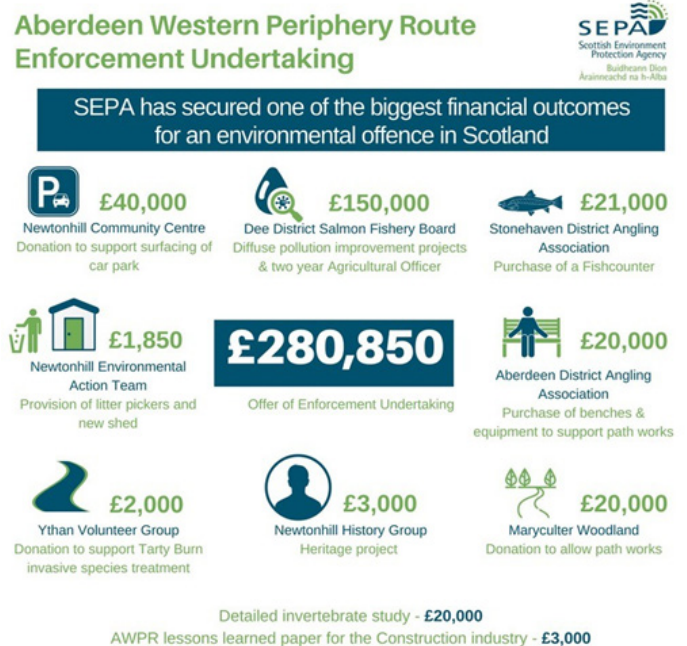 Aberdeen Western Periphery Route
Enforcement Undertaking
SEPA
Scottish Environment
Protection Agency
Buidheann Dìon
Àrainneachd na h-Alba
SEPA has secured one of the biggest financial outcomes
for an environmental offence in Scotland
P
£40,000
Newtonhill Community Centre
Donation to support surfacing of
car park
£150,000
Dee District Salmon Fishery Board
Diffuse pollution improvement projects
& two year Agricultural Officer
£21,000
Stonehaven District Angling
Association
Purchase of a Fishcounter
£1,850
Newtonhill Environmental
Action Team
Provision of litter pickers and
new shed
£280,850
Offer of Enforcement Undertaking
£20,000
Aberdeen District Angling
Association
Purchase of benches &
equipment to support path works
£2,000
Ythan Volunteer Group
Donation to support Tarty Burn
invasive species treatment
£3,000
Newtonhill History Group
Heritage project
£20,000
Maryculter Woodland
Donation to allow path works
Detailed invertebrate study - £20,000
AWPR lessons learned paper for the Construction industry - £3,000